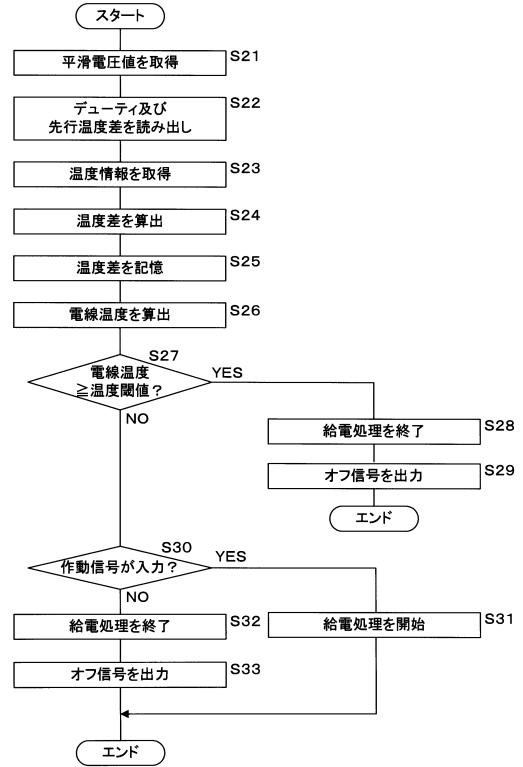 スタート
平滑電圧値を取得
S21
デューティ及び
先行温度差を読み出し
S22
温度情報を取得
S23
温度差を算出
S24
温度差を記憶
S25
電線温度を算出
S26
S27
電線温度
≧温度閾値?
YES
NO
給電処理を終了
S28
オフ信号を出力
S29
エンド
S30
作動信号が入力?
YES
NO
給電処理を終了
S32
給電処理を開始
S31
オフ信号を出力
S33
エンド